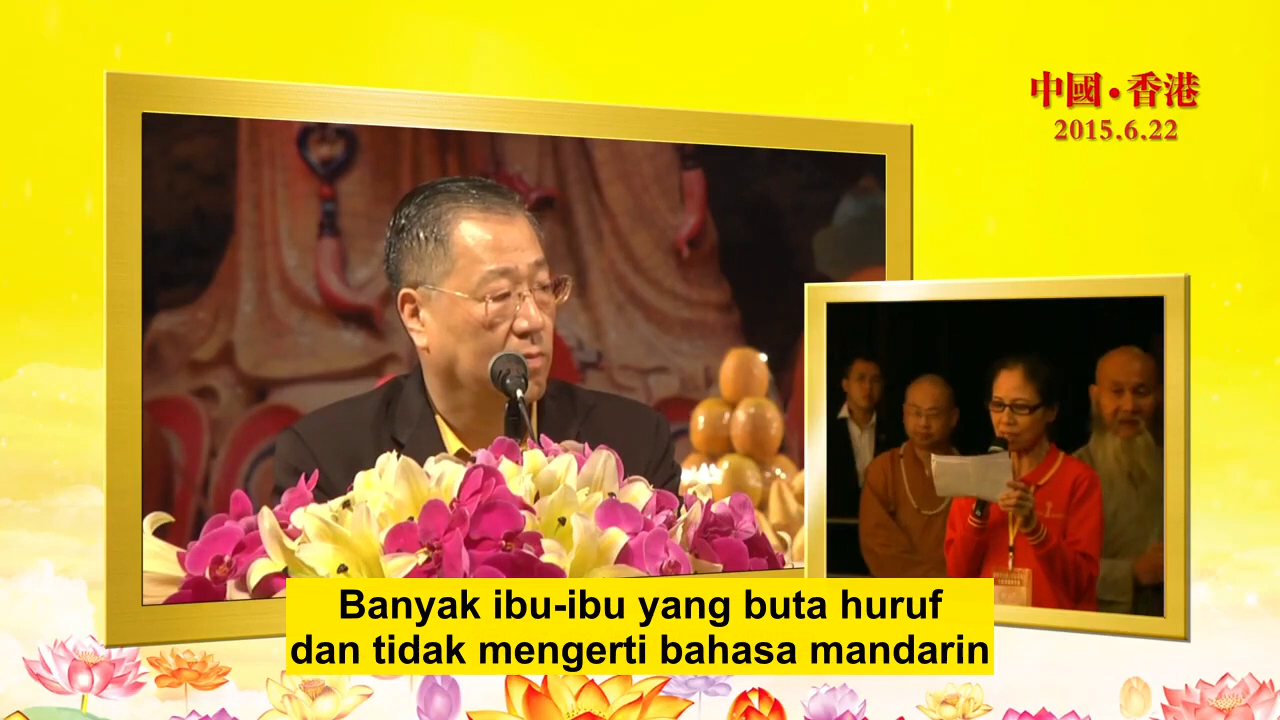 中國•香港
2015.6.22
Banyak ibu-ibu yang buta huruf
dan tidak mengerti bahasa mandarin